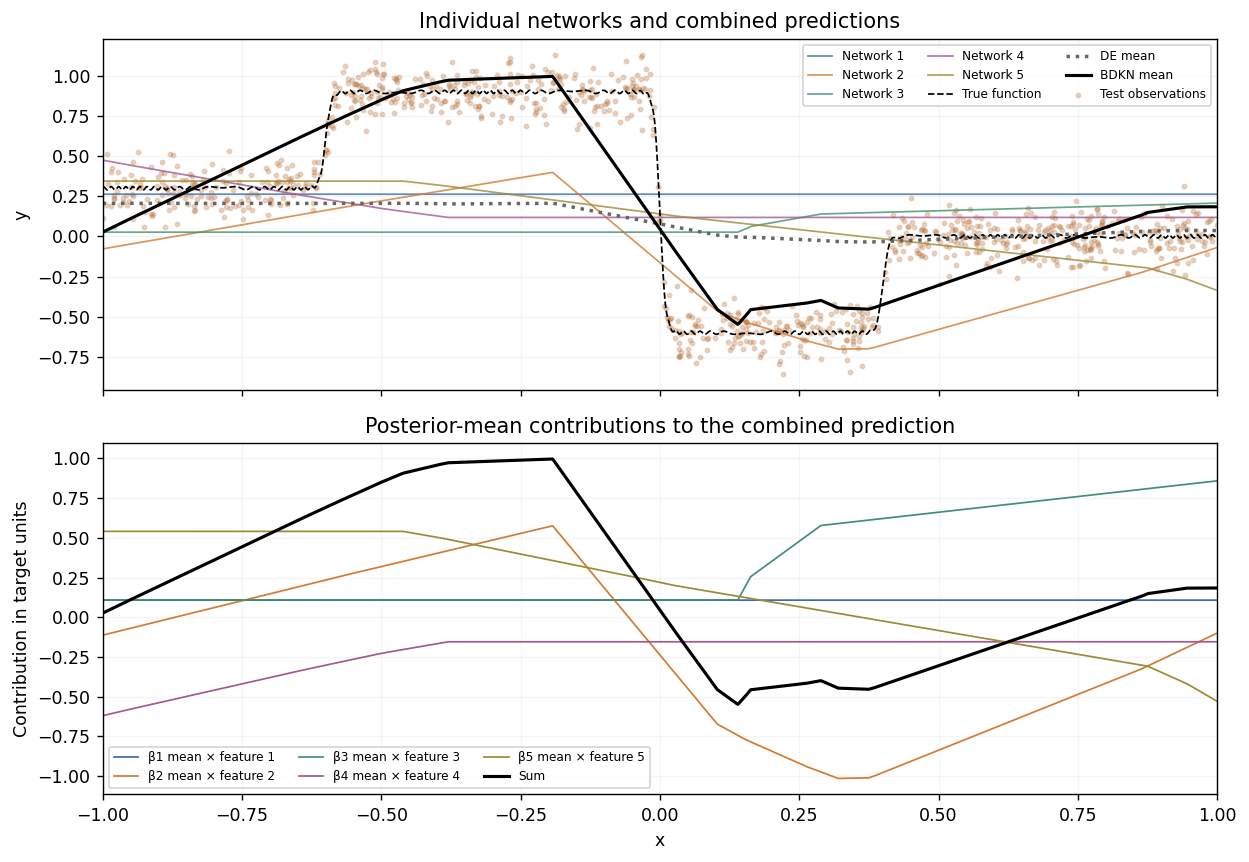 Individual networks and combined predictions
y
1.00
0.75
0.50
0.25
0.00
−0.25
−0.50
−0.75
Network 1
Network 2
Network 3
Network 4
Network 5
True function
DE mean
BDKN mean
Test observations
Posterior-mean contributions to the combined prediction
Contribution in target units
1.00
0.75
0.50
0.25
0.00
−0.25
−0.50
−0.75
−1.00
β1 mean × feature 1
β2 mean × feature 2
β3 mean × feature 3
β4 mean × feature 4
β5 mean × feature 5
Sum
−1.00 −0.75 −0.50 −0.25 0.00 0.25 0.50 0.75 1.00
x